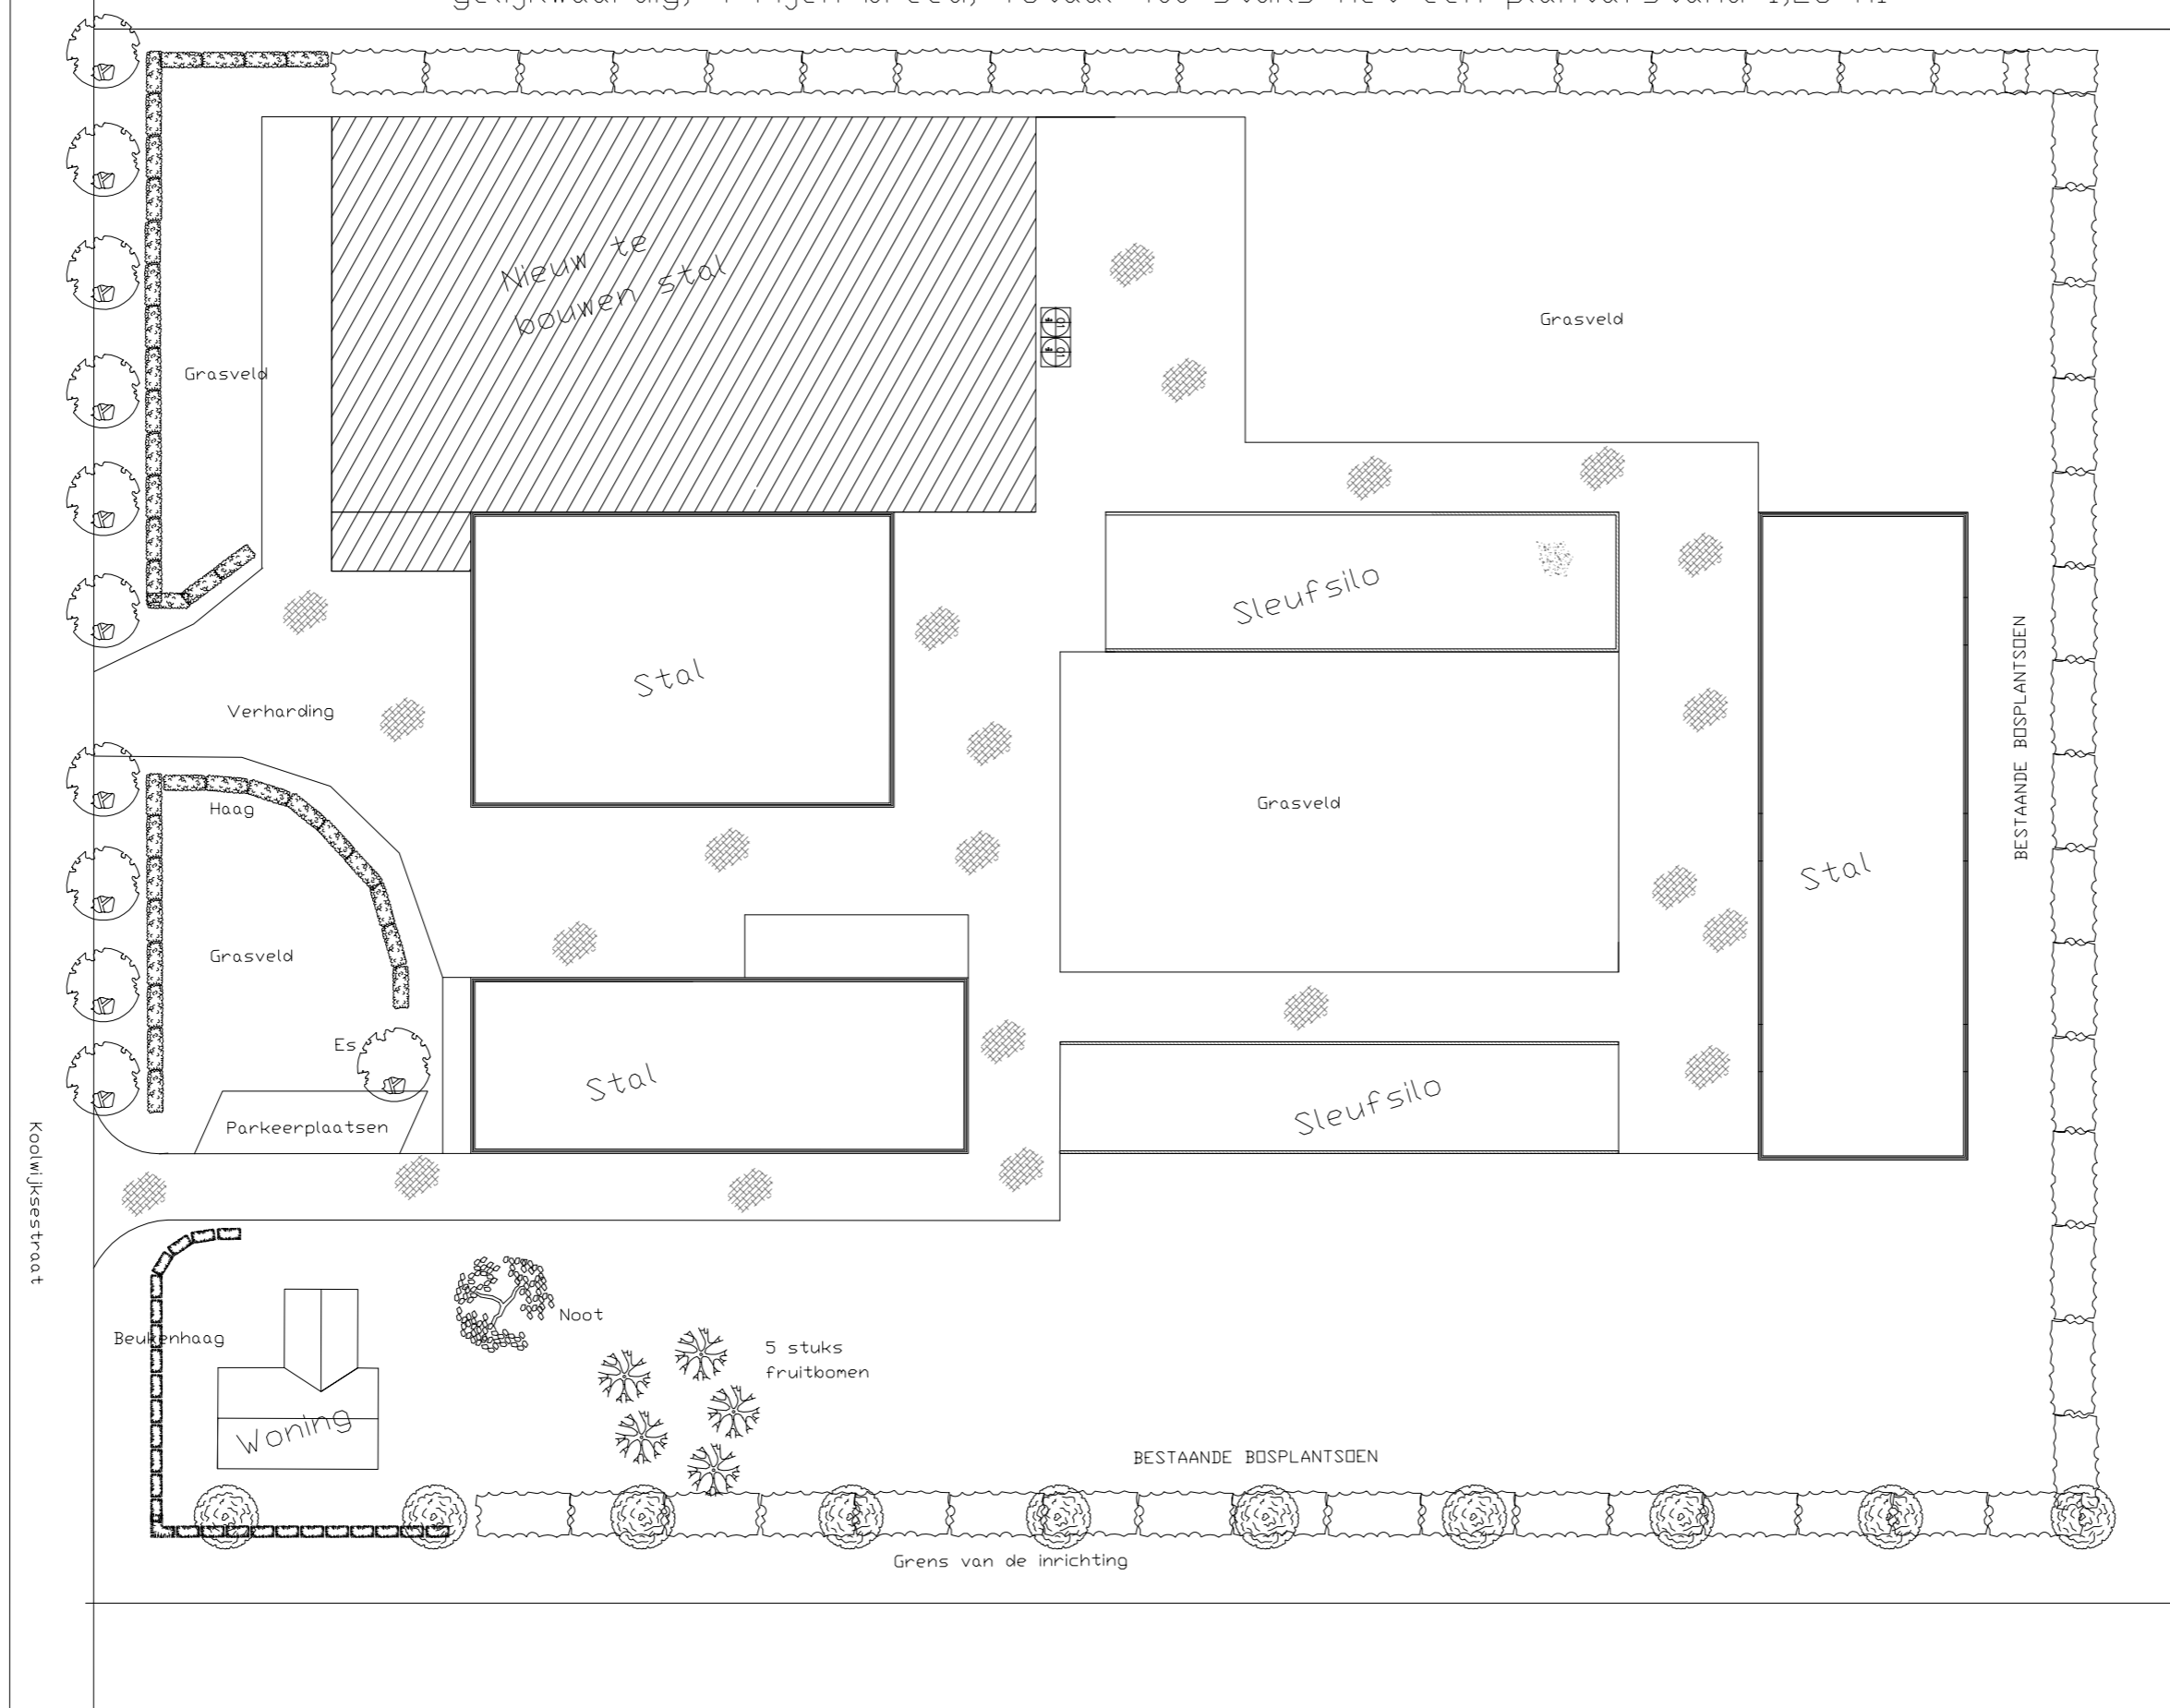 Nieuw te
bouwen stal
Grasveld
Grasveld
Sleufsilo
Stal
Verharding
BESTAANDE BOSPLANTSOEN
Haag
Grasveld
Stal
Grasveld
Es
Stal
Sleufsilo
Parkeerplaatsen
Koolwijksestraat
Noot
Beukenhaag
5 stuks
fruitbomen
Woning
BESTAANDE BOSPLANTSOEN
Grens van de inrichting